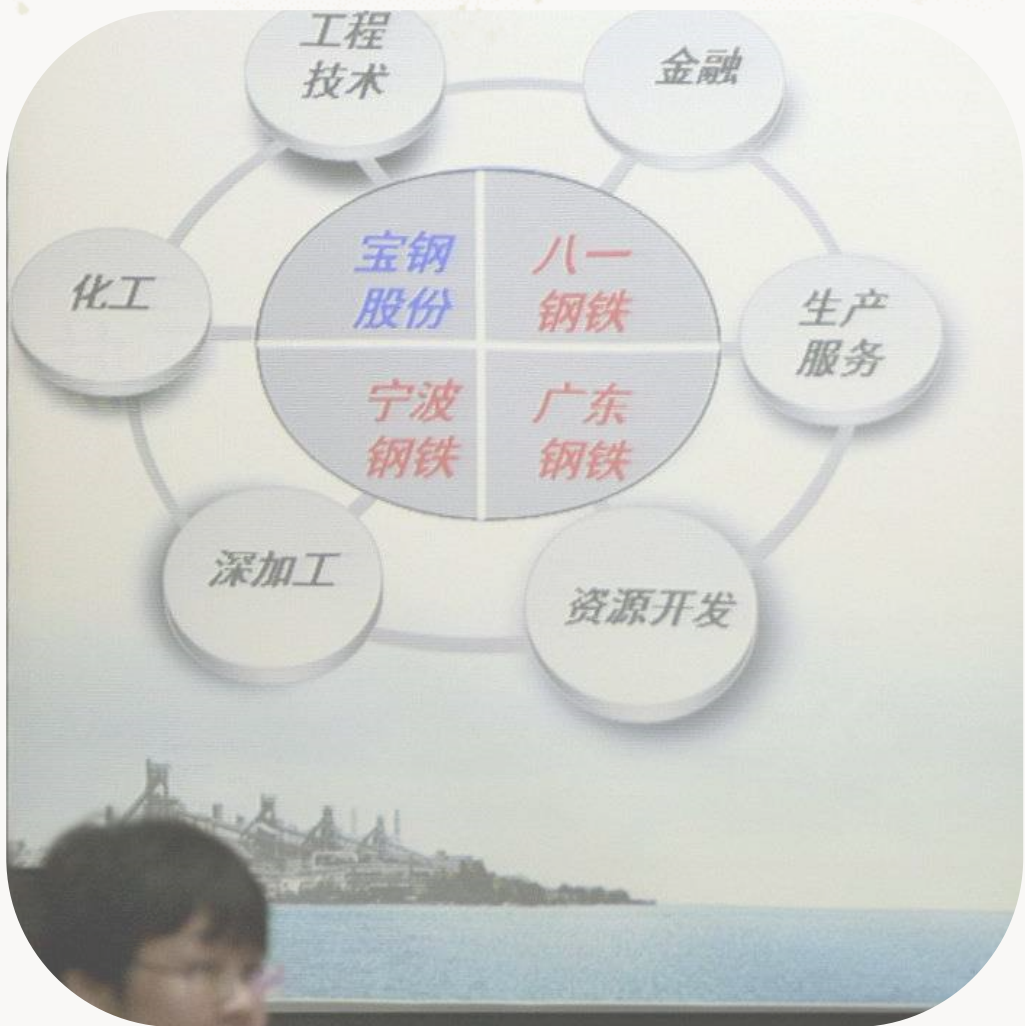 工程
技术
金融
化工
宝钢
股份
八一
钢铁
生产
服务
宁波
钢铁
广东
钢铁
深加工
资源开发